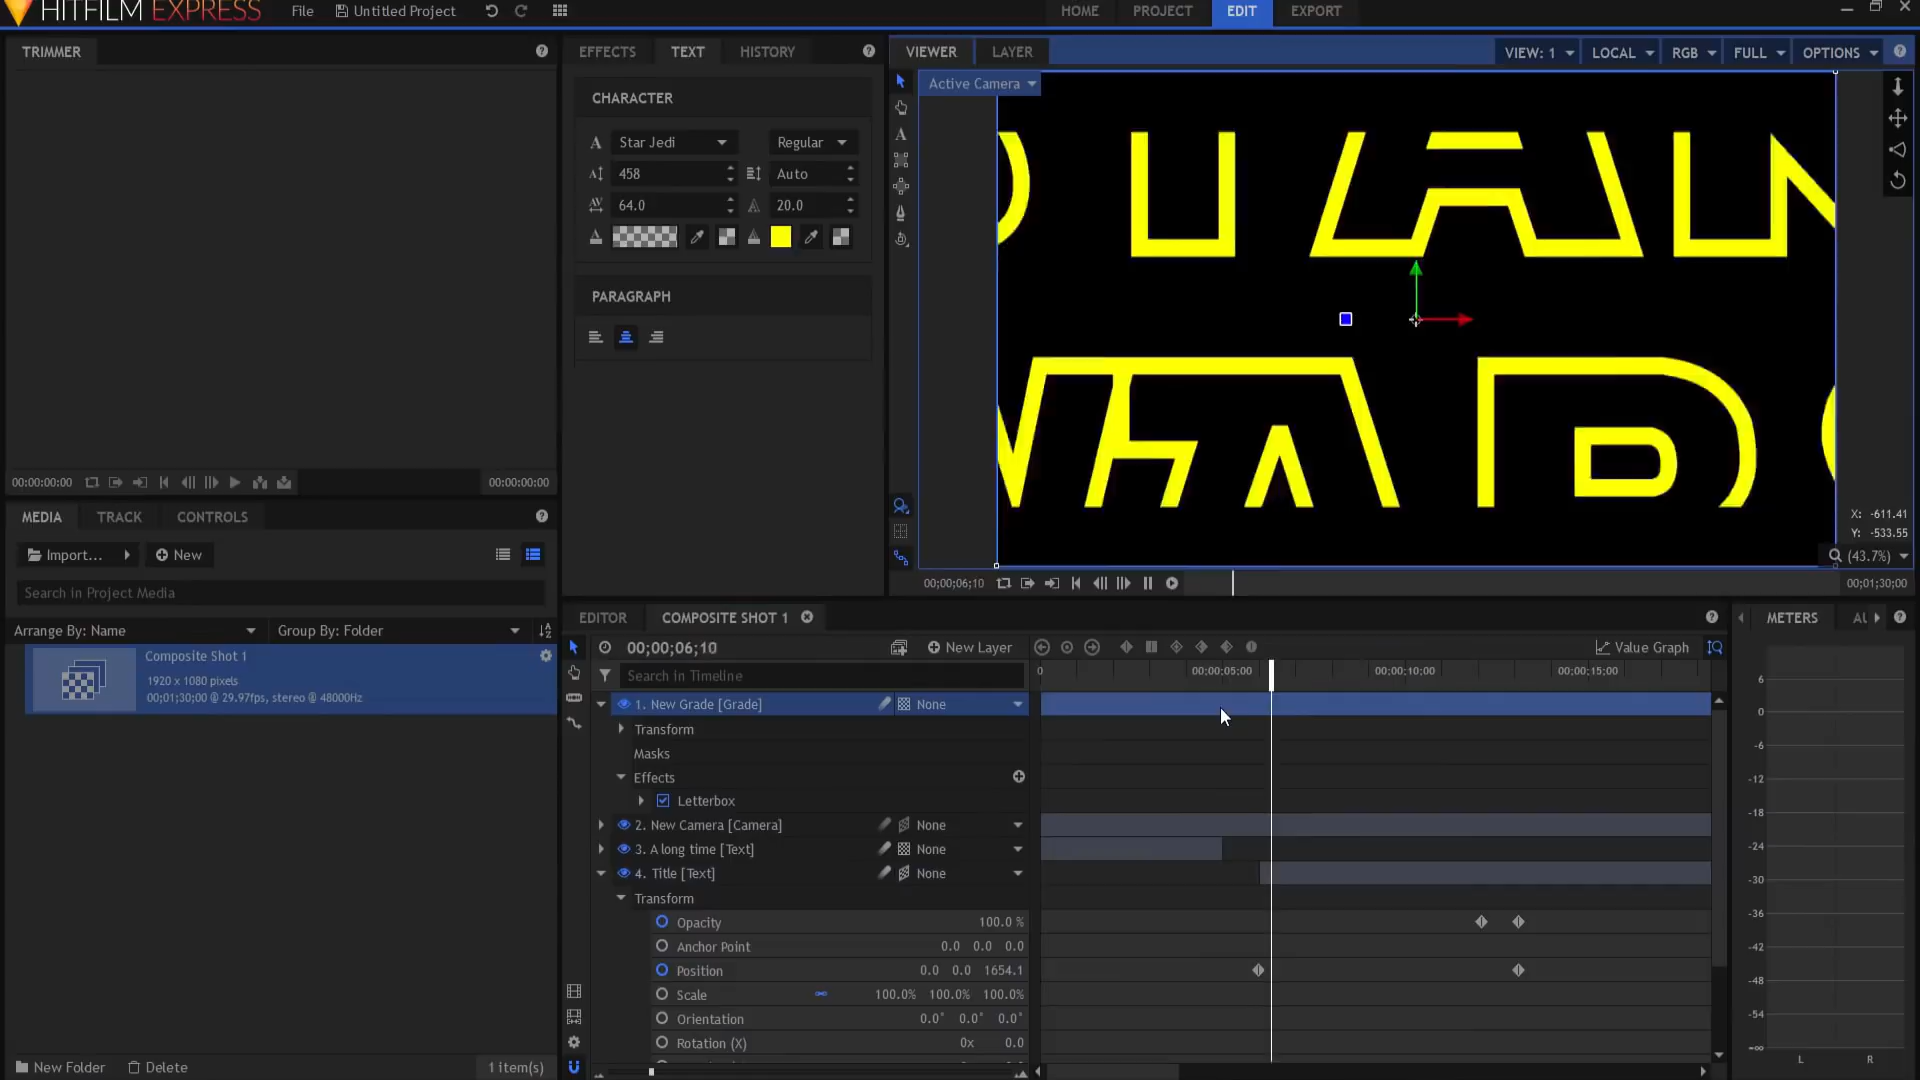 HITFILM EXPRESS
File
Untitled Project
HOME
PROJECT
EDIT
EXPORT
TRIMMER
EFFECTS
TEXT
HISTORY
VIEWER
LAYER
VIEW: 1
LOCAL
RGB
FULL
OPTIONS
Active Camera
CHARACTER
Star Jedi
Regular
458
Auto
64.0
20.0
PARAGRAPH
X: -611.41
Y: -533.55
(43.7%)
00:00:00:00
00:00:00:00
00;00;06;10
00;01;30;00
MEDIA
TRACK
CONTROLS
Import...
New
Search in Project Media
Arrange By: Name
Group By: Folder
Composite Shot 1
1920 x 1080 pixels
00;01;30;00 @ 29.97fps, stereo @ 48000Hz
New Folder
Delete
1 item(s)
EDITOR
COMPOSITE SHOT 1
00;00;06;10
New Layer
Value Graph
Search in Timeline
0
00;00;05;00
00;00;10;00
00;00;15;00
1. New Grade [Grade]
None
Transform
Masks
Effects
Letterbox
2. New Camera [Camera]
None
3. A long time [Text]
None
4. Title [Text]
None
Transform
Opacity
100.0 %
Anchor Point
0.0 0.0 0.0
Position
0.0 0.0 1654.1
Scale
100.0% 100.0% 100.0%
Orientation
0.0° 0.0° 0.0°
Rotation (X)
0x 0.0
METERS
AU
6
0
-6
-12
-18
-24
-30
-36
-42
-48
-54
-∞
L
R